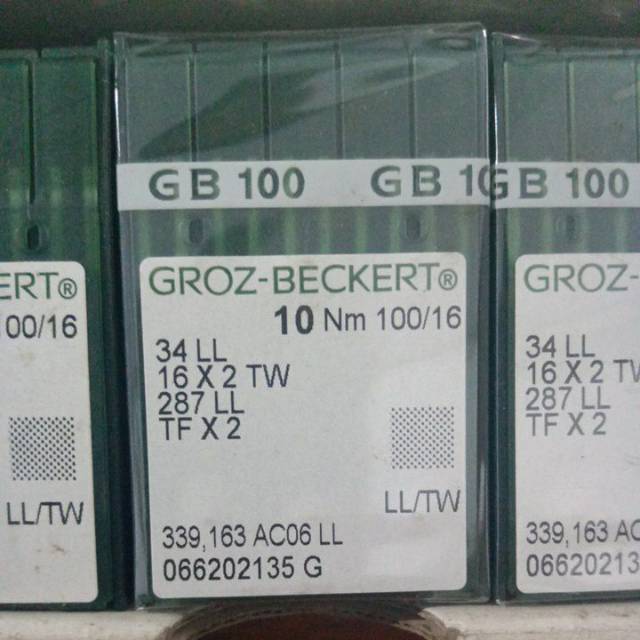 GB 100 GB 10
GROZ-BECKERT®
10 Nm 100/16
34 LL
16 X 2 TW
287 LL
TF X 2
LL/TW
339,163 AC06 LL
066202135 G
ERT®
100/16
LL/TW
GB 100
GROZ-
34 LL
16 X 2 TW
287 LL
TF X 2
339,163 AC
06620213